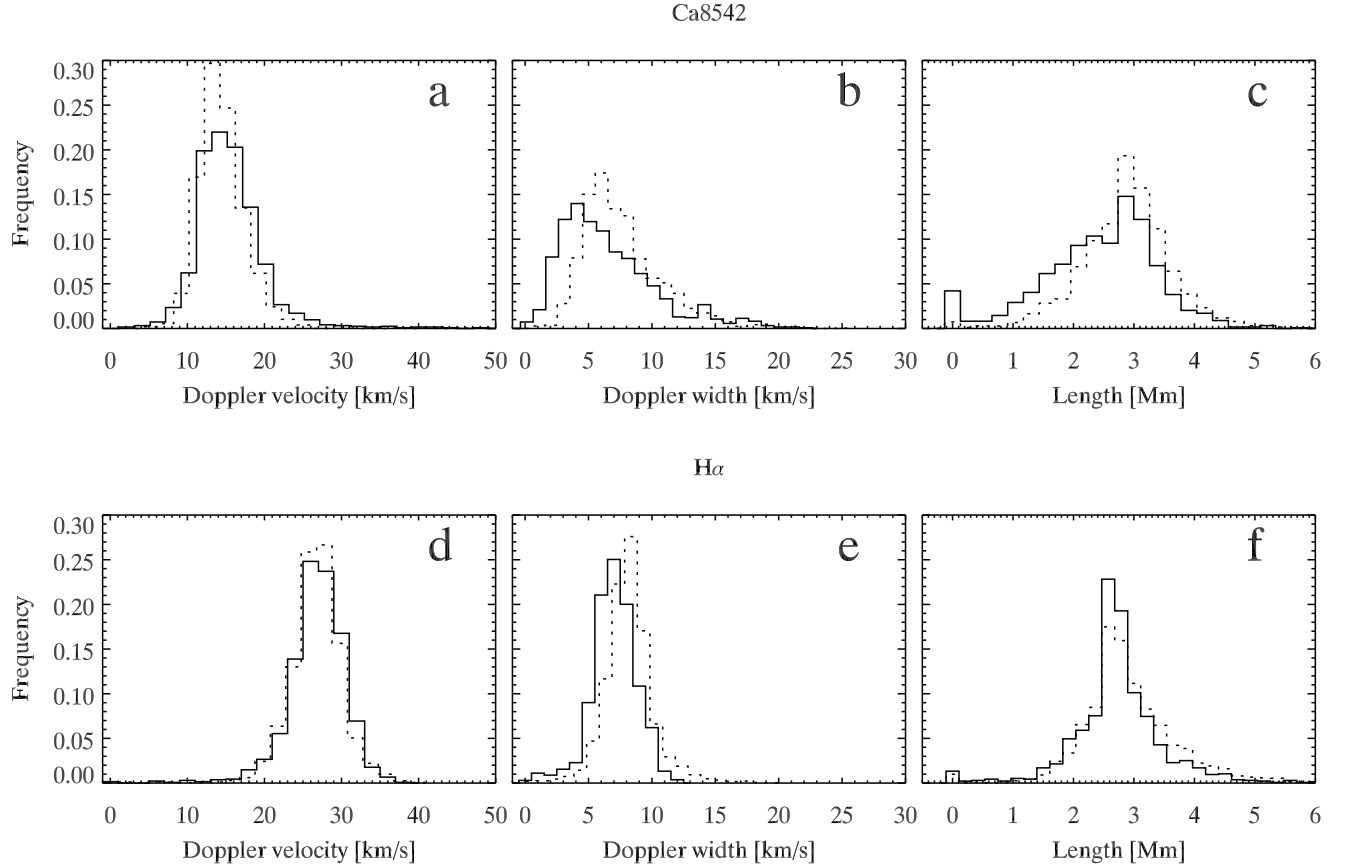 Ca8542
a b c
0.30
0.25
0.20
0.15
0.10
0.05
0.00
Frequency
0 10 20 30 40 50 0 5 10 15 20 25 30 0 1 2 3 4 5 6
Doppler velocity [km/s] Doppler width [km/s] Length [Mm]
Hα
d e f
0.30
0.25
0.20
0.15
0.10
0.05
0.00
Frequency
0 10 20 30 40 50 0 5 10 15 20 25 30 0 1 2 3 4 5 6
Doppler velocity [km/s] Doppler width [km/s] Length [Mm]